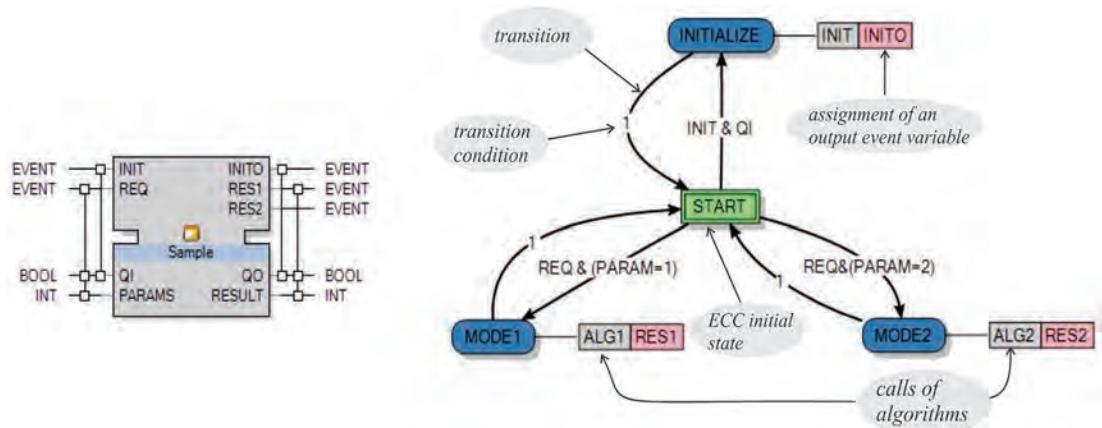 EVENT
EVENT
BOOL
INT
INIT
REQ
INITO
RES1
RES2
Sample
QI
PARAMS
QO
RESULT
EVENT
EVENT
EVENT
BOOL
INT
transition
INITIALIZE
INIT
INITO
transition
condition
1
INIT & QI
assignment of an
output event variable
START
1
REQ & (PARAM=1)
REQ&(PARAM=2)
1
MODE1
ALG1
RES1
ECC initial
state
MODE2
ALG2
RES2
calls of
algorithms